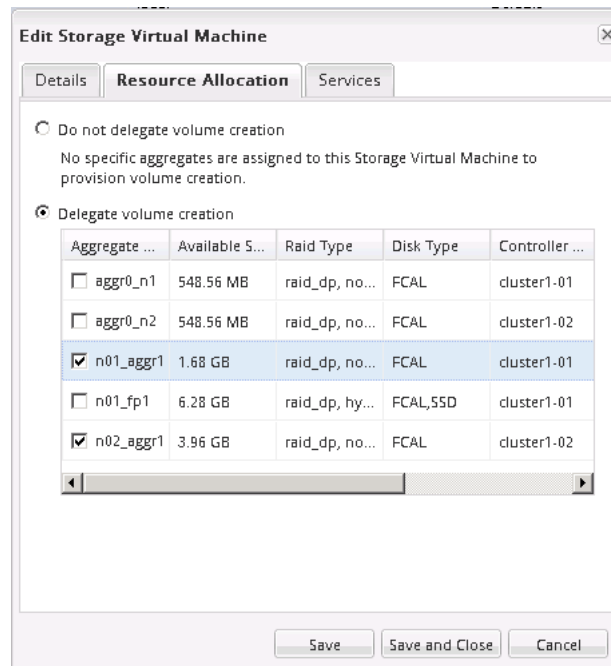 Edit Storage Virtual Machine
Details Resource Allocation Services
Do not delegate volume creation
No specific aggregates are assigned to this Storage Virtual Machine to
provision volume creation.
Delegate volume creation
Aggregate ... Available S... Raid Type Disk Type Controller ...
aggr0_n1 548.56 MB raid_dp, no... FCAL cluster1-01
aggr0_n2 548.56 MB raid_dp, no... FCAL cluster1-02
n01_aggr1 1.68 GB raid_dp, no... FCAL cluster1-01
n01_fp1 6.28 GB raid_dp, hy... FCAL,SSD cluster1-01
n02_aggr1 3.96 GB raid_dp, no... FCAL cluster1-02
Save Save and Close Cancel